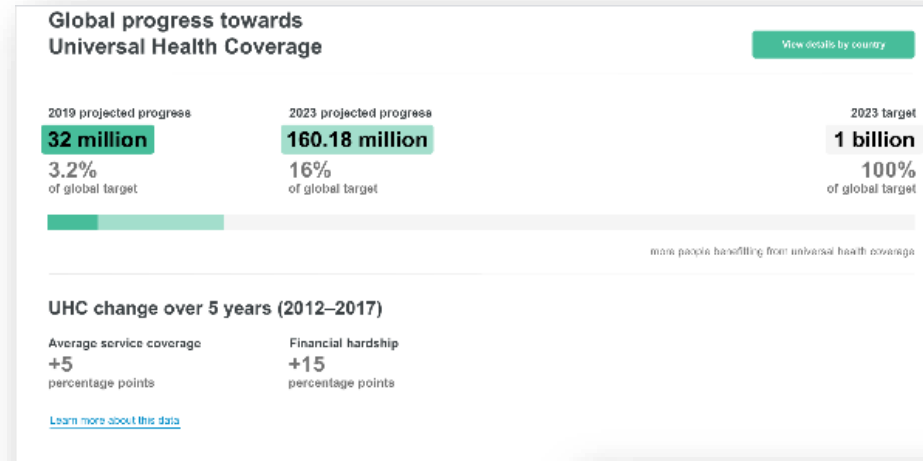 Global progress towards
Universal Health Coverage
View details by country
2019 projected progress
32 million
3.2%
of global target
2023 projected progress
160.18 million
16%
of global target
2023 target
1 billion
100%
of global target
more people benefitting from universal health coverage
UHC change over 5 years (2012–2017)
Average service coverage
+5
percentage points
Financial hardship
+15
percentage points
Learn more about this data